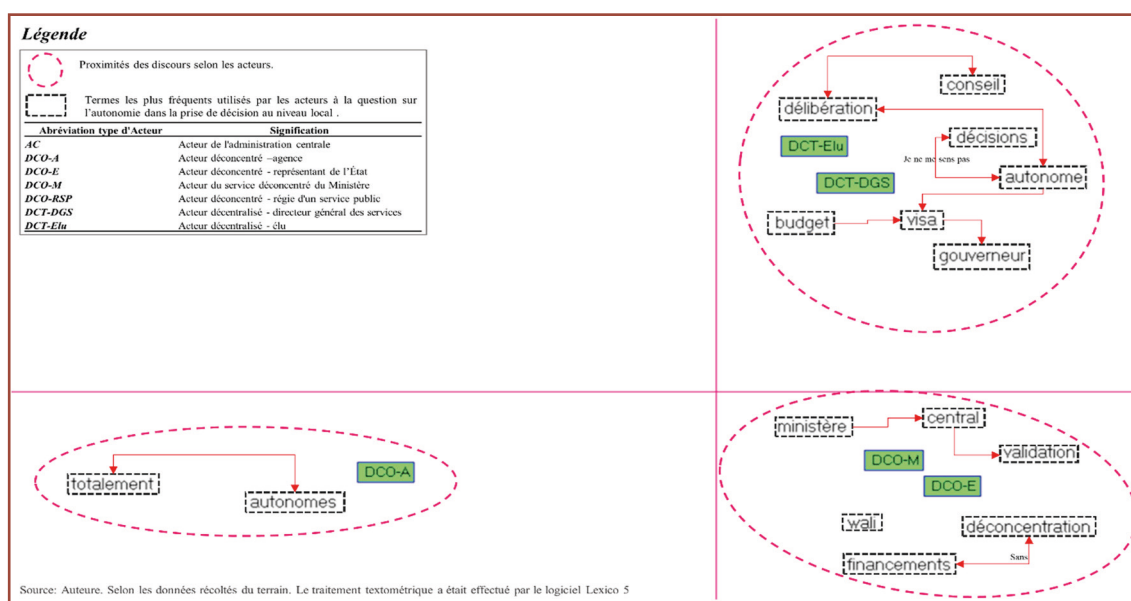 Légende
Proximités des discours selon les acteurs.
Termes les plus fréquents utilisés par les acteurs à la question sur
l'autonomie dans la prise de décision au niveau local .
Abréviation type d'Acteur Signification
AC Acteur de l'administration centrale
DCO-A Acteur déconcentré –agence
DCO-E Acteur déconcentré - représentant de l'État
DCO-M Acteur du service déconcentré du Ministère
DCO-RSP Acteur déconcentré - régie d'un service public
DCT-DGS Acteur décentralisé - directeur général des services
DCT-Elu Acteur décentralisé - élu
conseil
délibération
décisions
DCT-Elu
Je ne me sens pas
DCT-DGS
autonome
budget
visa
gouverneur
ministère
central
validation
DCO-M
DCO-E
wali
déconcentration
Sans
financements
DCO-A
totalement
autonomes
Source: Auteure. Selon les données récoltés du terrain. Le traitement textométrique a était effectué par le logiciel Lexico 5